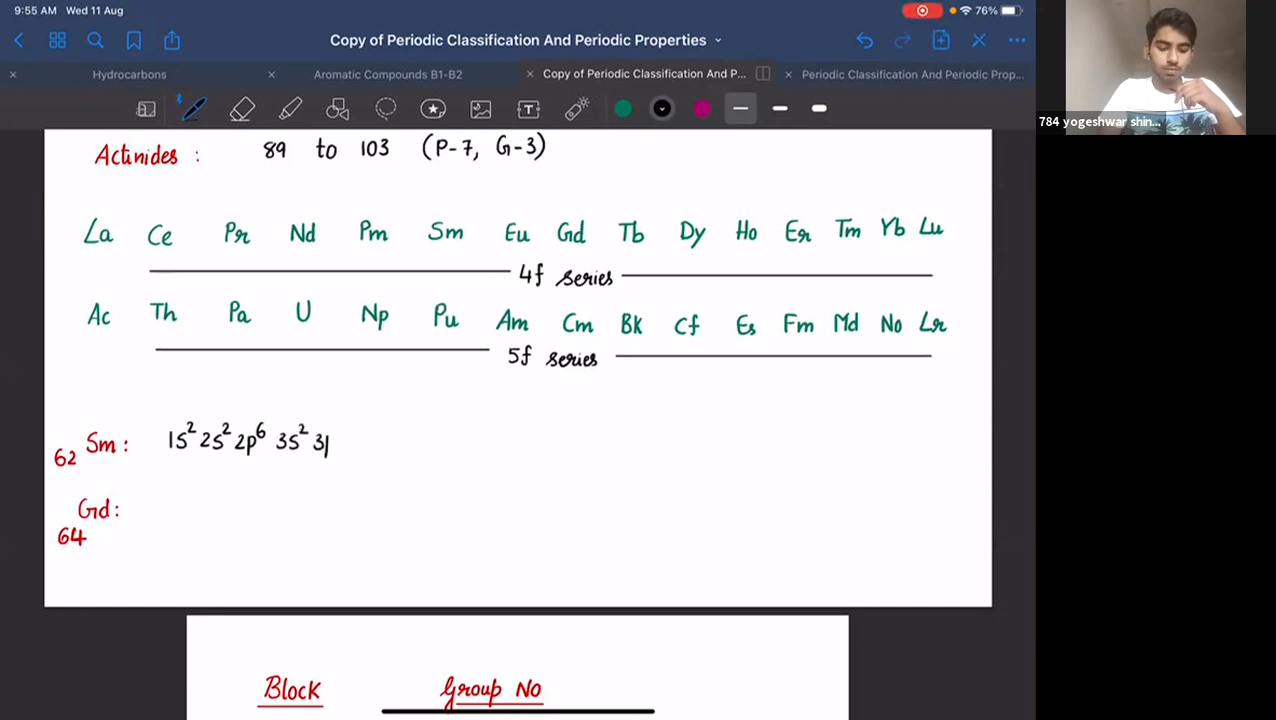 9:55 AM Wed 11 Aug 76%
Copy of Periodic Classification And Periodic Properties
Hydrocarbons Aromatic Compounds B1-B2 Copy of Periodic Classification And P... Periodic Classification And Periodic Prop...
784 yogeshwar shin...
Actinides : 89 to 103 (P-7, G-3)
La Ce Pr Nd Pm Sm Eu Gd Tb Dy Ho Er Tm Yb Lu
4f series
Ac Th Pa U Np Pu Am Cm Bk Cf Es Fm Md No Lr
5f series
62 Sm : 1s² 2s² 2p⁶ 3s² 3p
64 Gd :
Block Group No